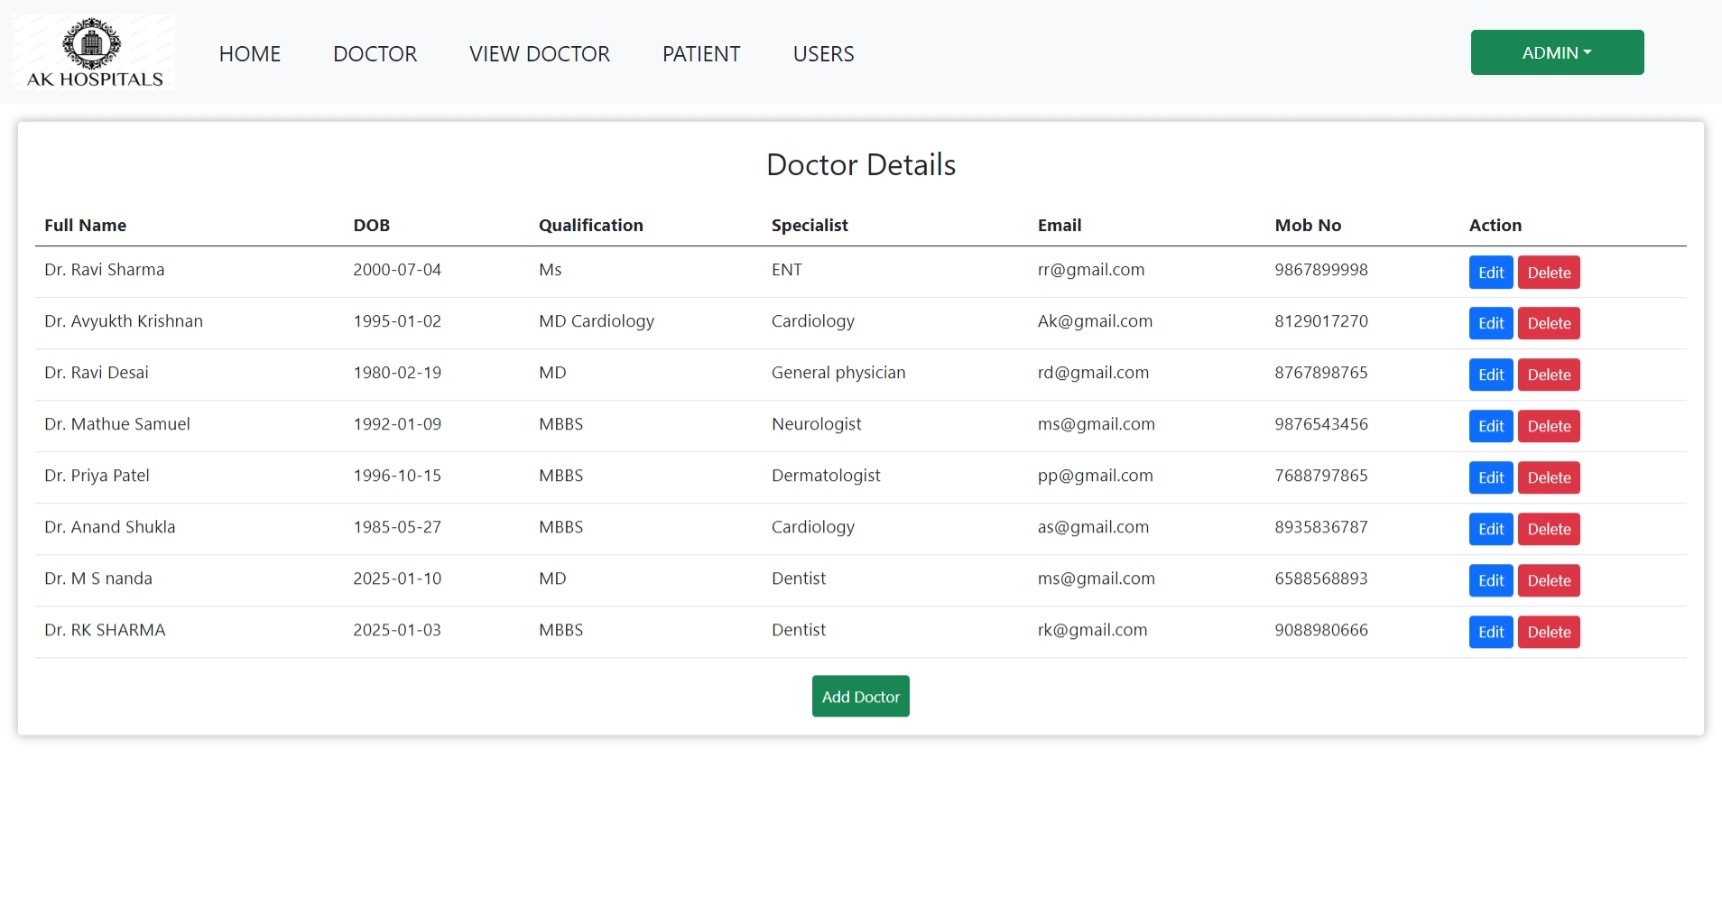 AK HOSPITALS
HOME DOCTOR VIEW DOCTOR PATIENT USERS ADMIN
Doctor Details
Full Name DOB Qualification Specialist Email Mob No Action
Dr. Ravi Sharma 2000-07-04 Ms ENT rr@gmail.com 9867899998 Edit Delete
Dr. Avyukth Krishnan 1995-01-02 MD Cardiology Cardiology Ak@gmail.com 8129017270 Edit Delete
Dr. Ravi Desai 1980-02-19 MD General physician rd@gmail.com 8767898765 Edit Delete
Dr. Mathue Samuel 1992-01-09 MBBS Neurologist ms@gmail.com 9876543456 Edit Delete
Dr. Priya Patel 1996-10-15 MBBS Dermatologist pp@gmail.com 7688797865 Edit Delete
Dr. Anand Shukla 1985-05-27 MBBS Cardiology as@gmail.com 8935836787 Edit Delete
Dr. M S nanda 2025-01-10 MD Dentist ms@gmail.com 6588568893 Edit Delete
Dr. RK SHARMA 2025-01-03 MBBS Dentist rk@gmail.com 9088980666 Edit Delete
Add Doctor